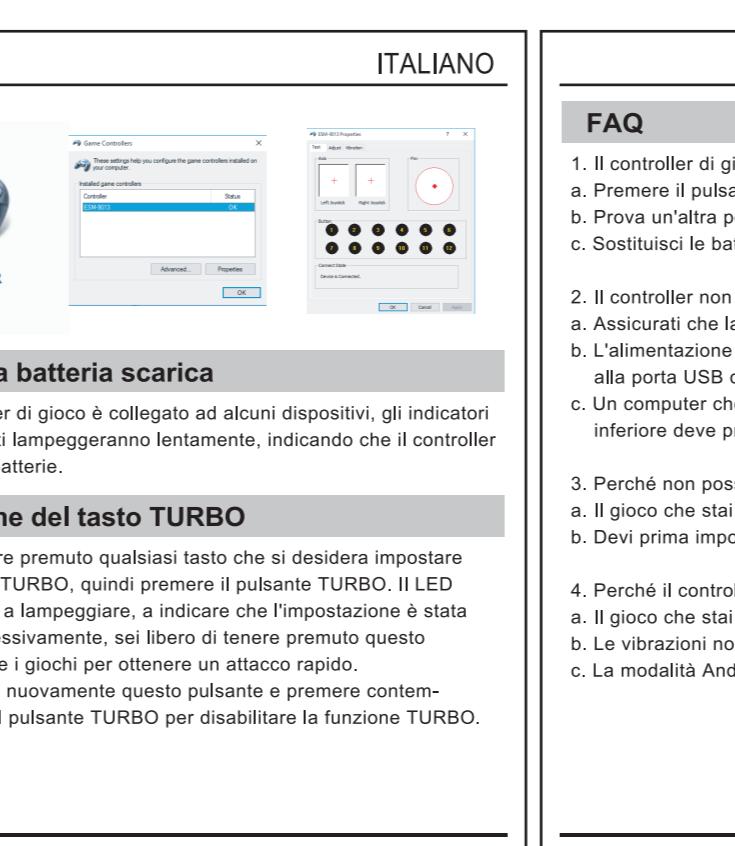 ITALIANO
R
Game Controllers
These settings help you configure the game controllers installed on
your computer.
Installed game controllers
Controller Status
ESM-9013 OK
Advanced... Properties
OK
ESM-9013 Properties ? ×
Test Adjust Vibration
Axis
Pov
Left Joystick Right Joystick
Button
1 2 3 4 5 6
7 8 9 10 11 12
Connect State
Device is Connected.
OK Cancel Apply
a batteria scarica
er di gioco è collegato ad alcuni dispositivi, gli indicatori
ti lampeggeranno lentamente, indicando che il controller
batterie.
ne del tasto TURBO
re premuto qualsiasi tasto che si desidera impostare
TURBO, quindi premere il pulsante TURBO. Il LED
a lampeggiare, a indicare che l'impostazione è stata
essivamente, sei libero di tenere premuto questo
e i giochi per ottenere un attacco rapido.
nuovamente questo pulsante e premere contem-
l pulsante TURBO per disabilitare la funzione TURBO.
FAQ
1. Il controller di gi
a. Premere il pulsa
b. Prova un'altra po
c. Sostituisci le bat
2. Il controller non
a. Assicurati che la
b. L'alimentazione
alla porta USB d
c. Un computer che
inferiore deve pr
3. Perché non poss
a. Il gioco che stai
b. Devi prima impo
4. Perché il control
a. Il gioco che stai
b. Le vibrazioni no
c. La modalità And